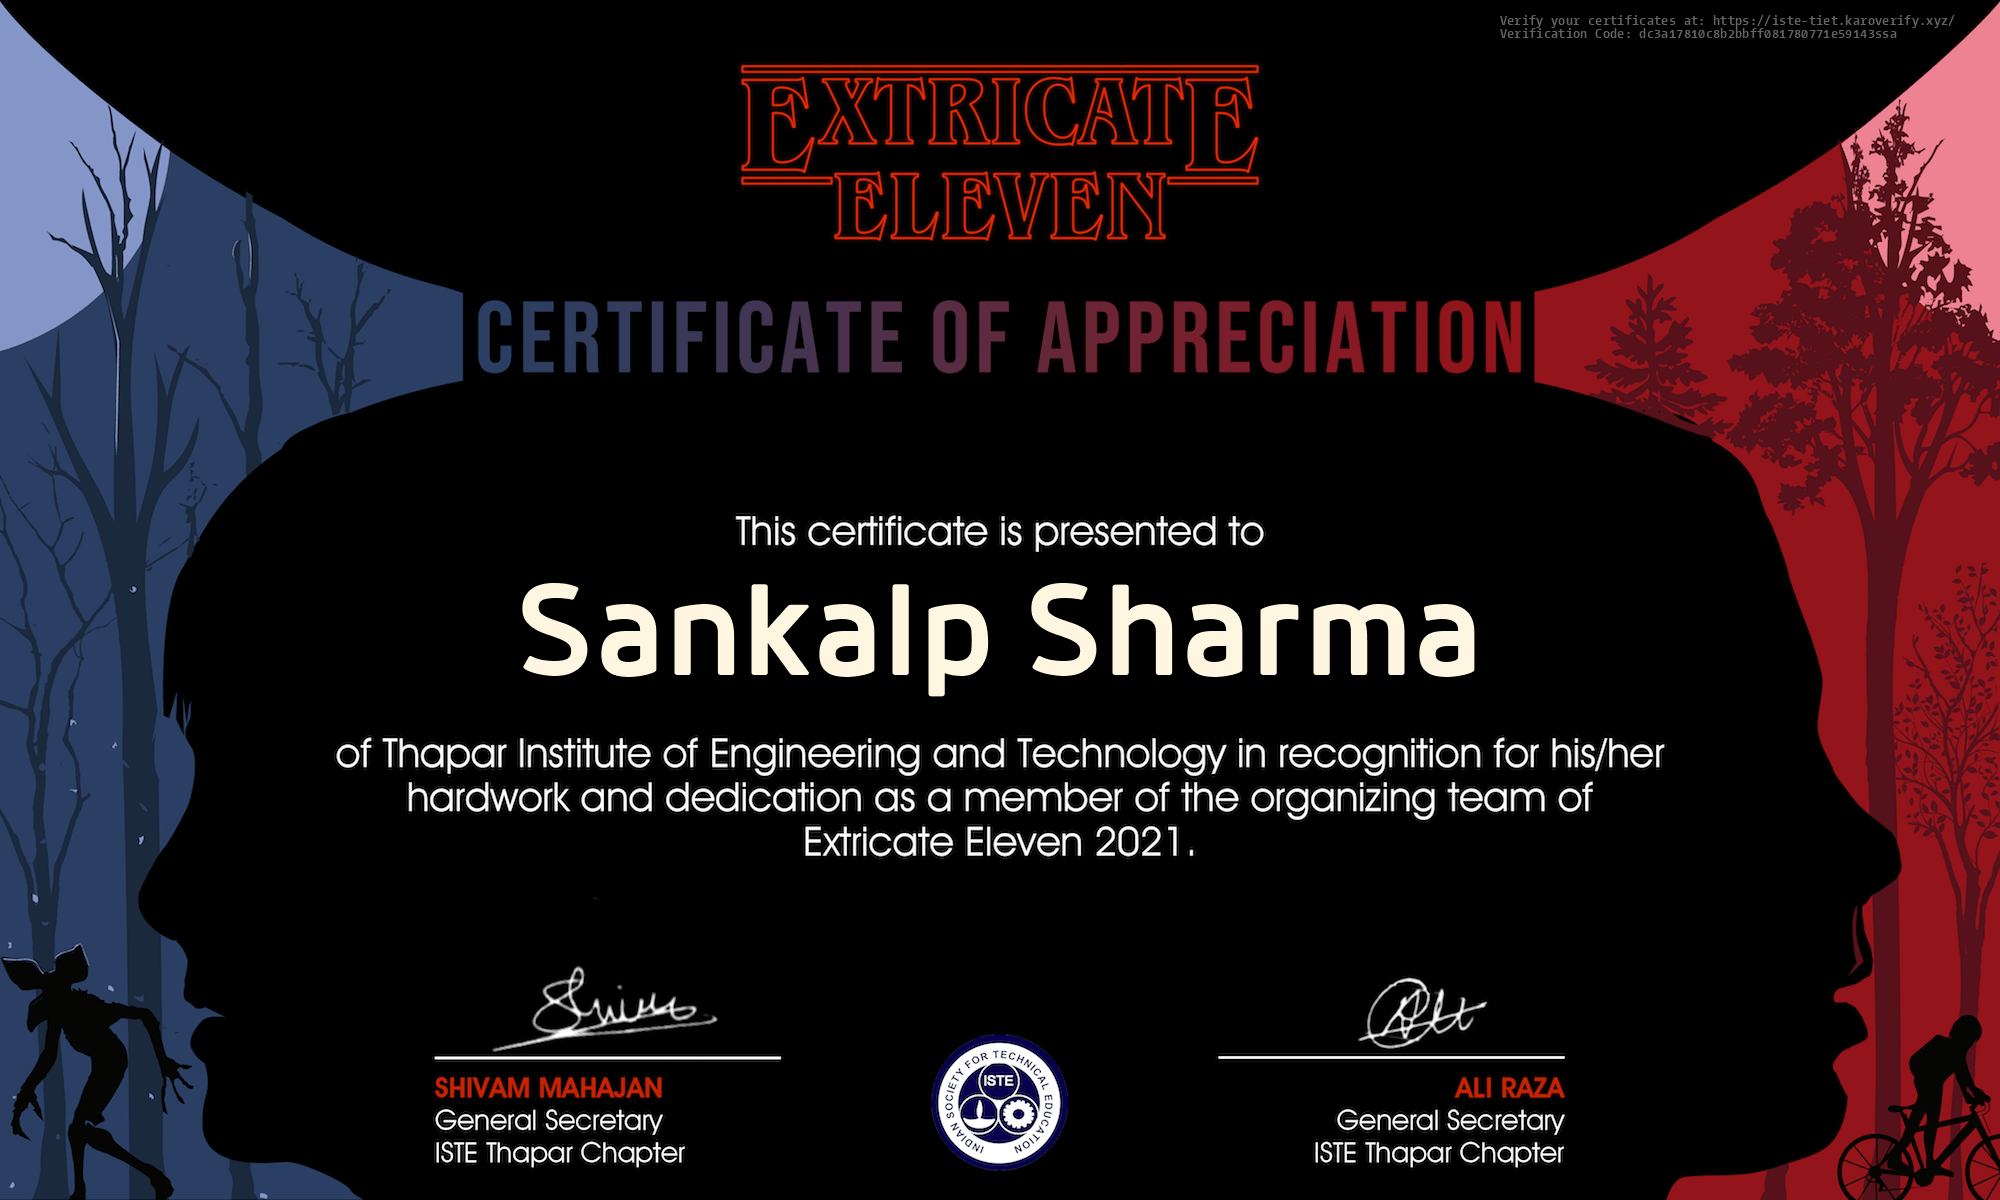 Verify your certificates at: https://iste-tiet.karoverify.xyz/
Verification Code: dc3a17810c8b2bbff081780771e59143ssa
EXTRICATE
ELEVEN
CERTIFICATE OF APPRECIATION
This certificate is presented to
Sankalp Sharma
of Thapar Institute of Engineering and Technology in recognition for his/her
hardwork and dedication as a member of the organizing team of
Extricate Eleven 2021.
SHIVAM MAHAJAN
General Secretary
ISTE Thapar Chapter
INDIAN SOCIETY FOR TECHNICAL EDUCATION
ISTE
ALI RAZA
General Secretary
ISTE Thapar Chapter